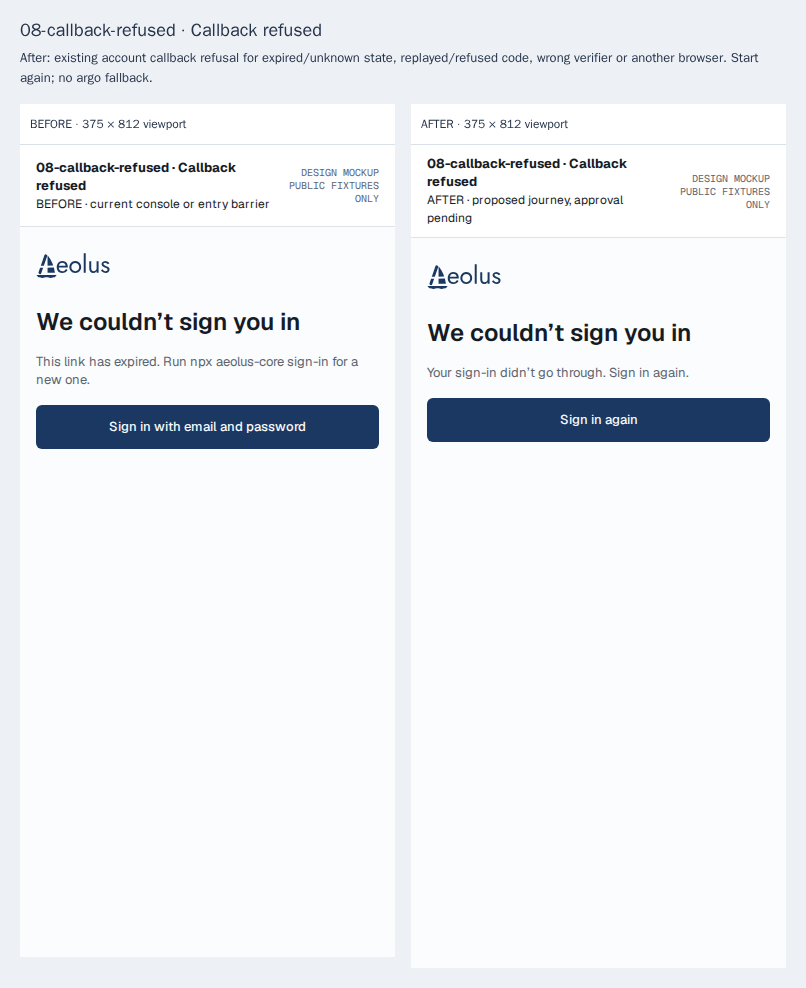 08-callback-refused · Callback refused
After: existing account callback refusal for expired/unknown state, replayed/refused code, wrong verifier or another browser. Start
again; no argo fallback.
BEFORE · 375 × 812 viewport
08-callback-refused · Callback
refused
BEFORE · current console or entry barrier
DESIGN MOCKUP
PUBLIC FIXTURES
ONLY
Aeolus
We couldn’t sign you in
This link has expired. Run npx aeolus-core sign-in for a
new one.
Sign in with email and password
AFTER · 375 × 812 viewport
08-callback-refused · Callback
refused
AFTER · proposed journey, approval
pending
DESIGN MOCKUP
PUBLIC FIXTURES
ONLY
Aeolus
We couldn’t sign you in
Your sign-in didn’t go through. Sign in again.
Sign in again